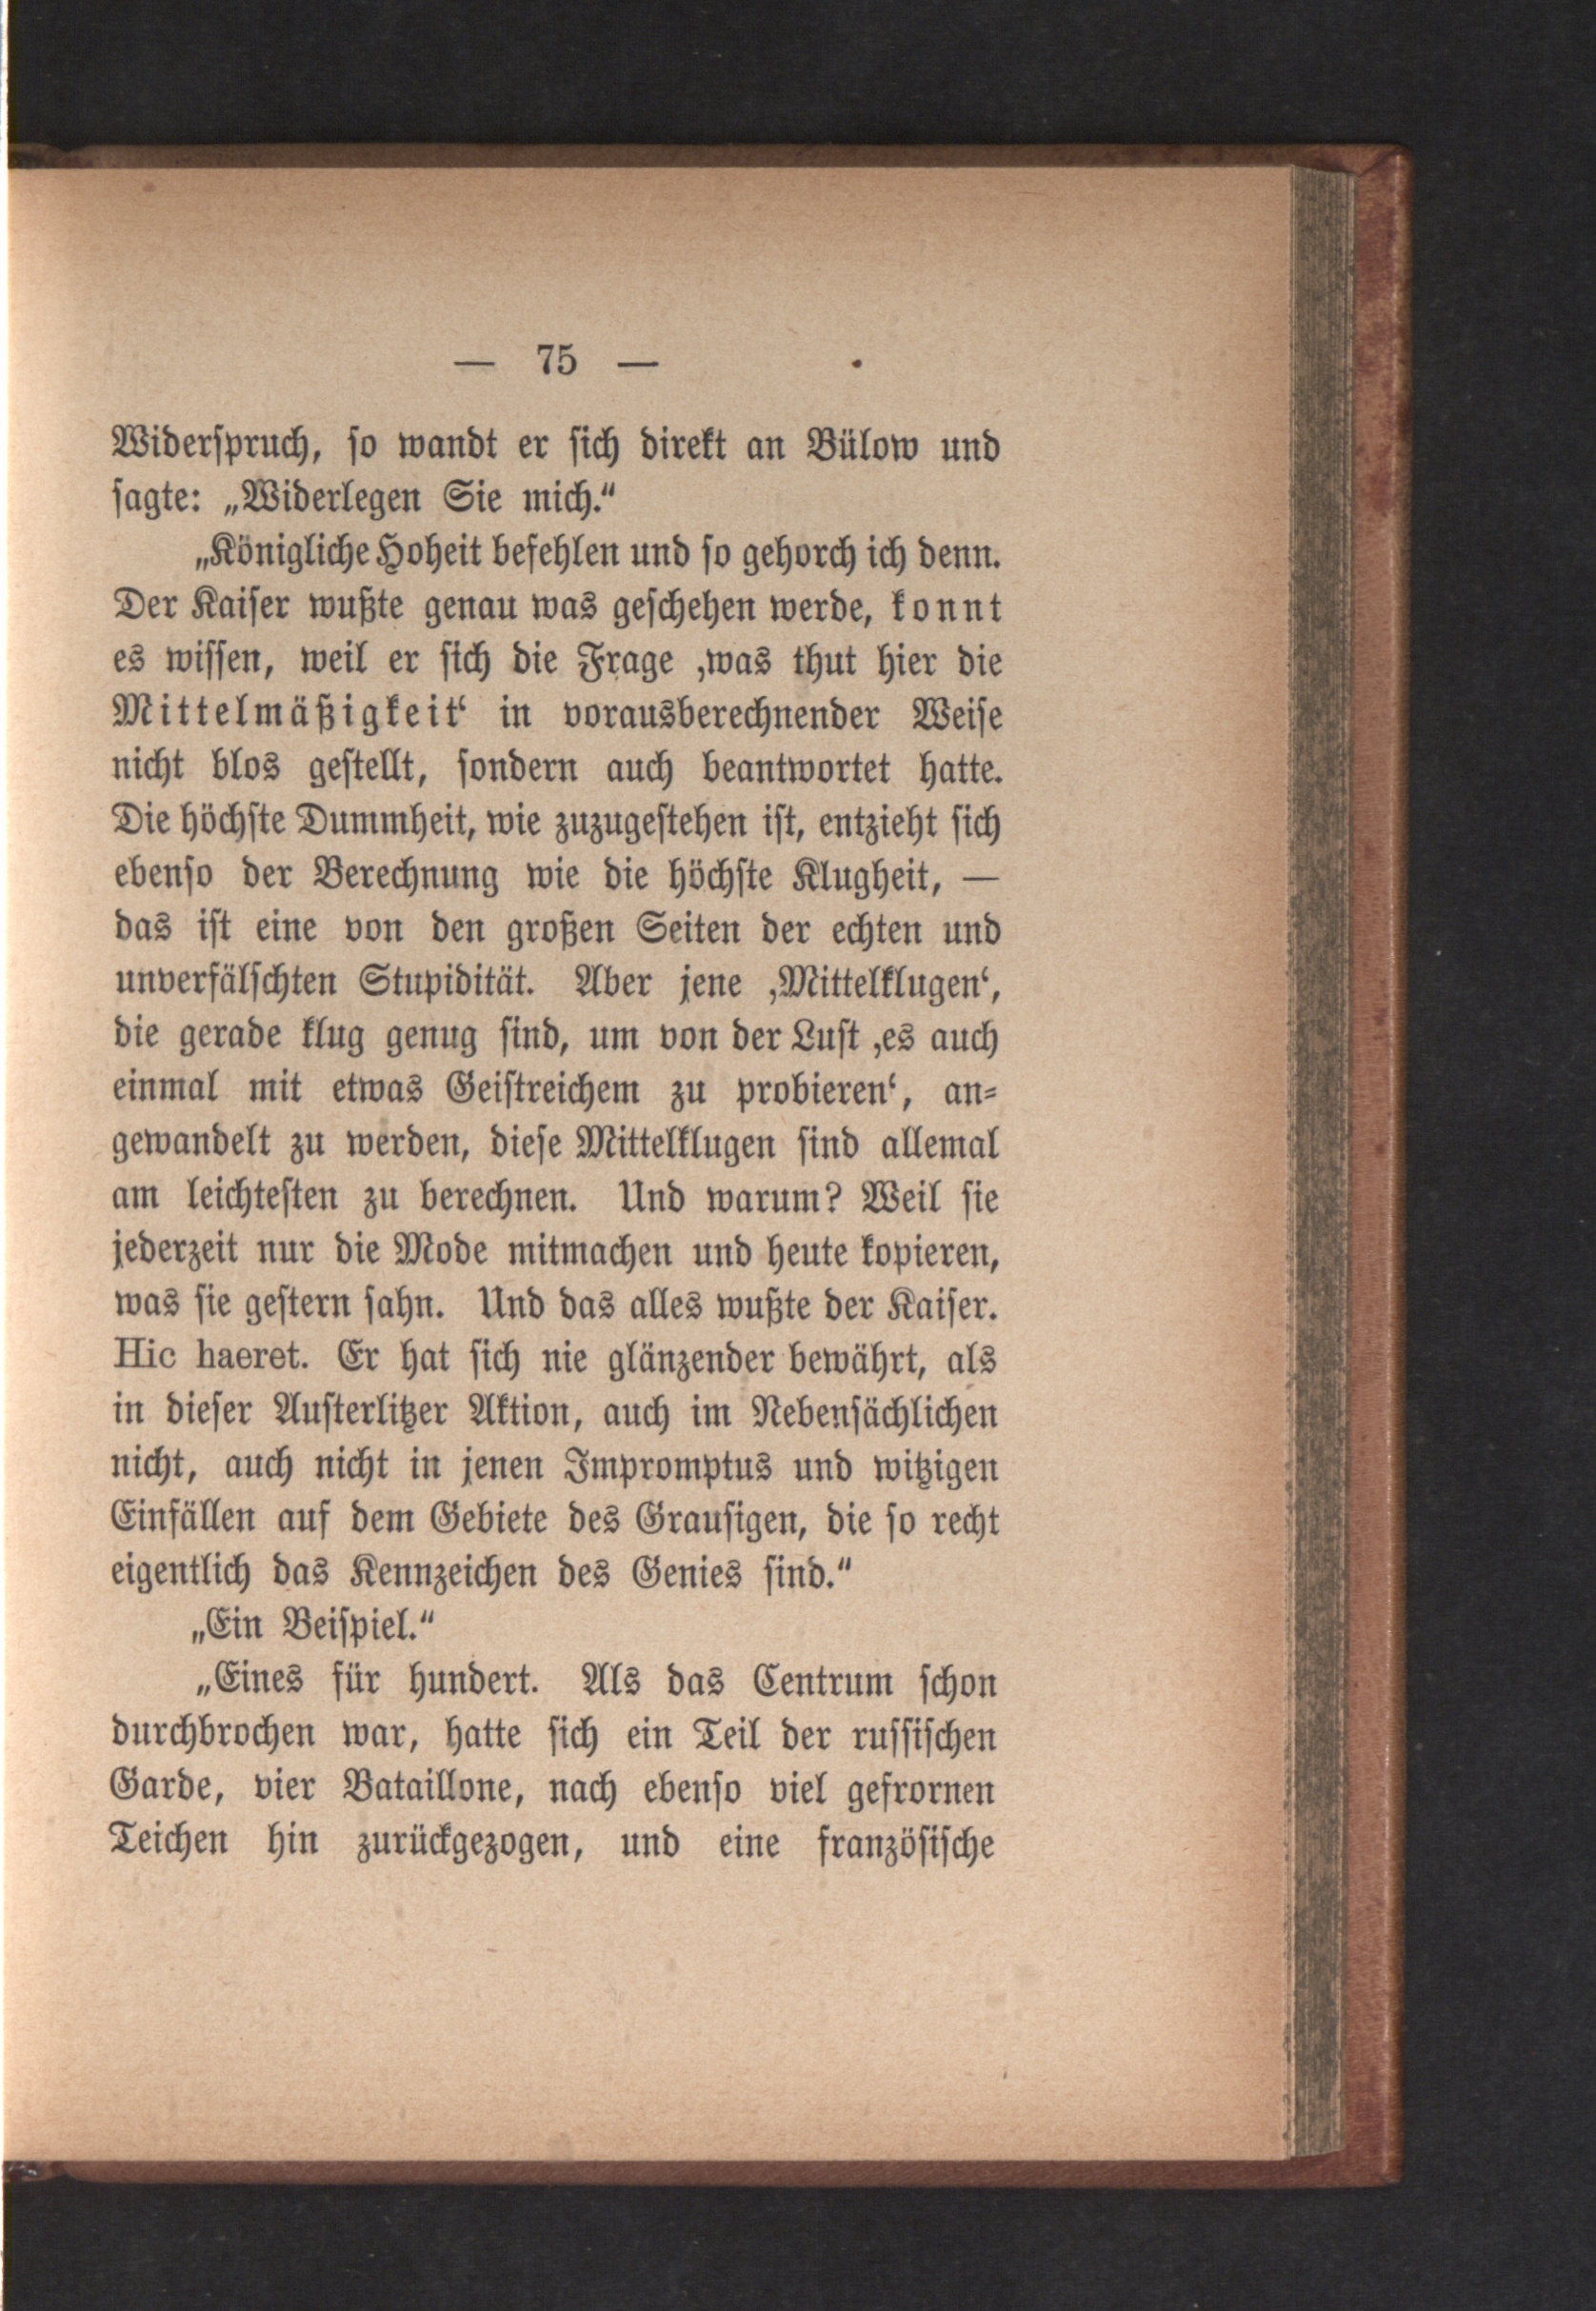 — 75 —
Widerspruch, so wandt er sich direkt an Bülow und
sagte: „Widerlegen Sie mich.“
„Königliche Hoheit befehlen und so gehorch ich denn.
Der Kaiser wußte genau was geschehen werde, konnt
es wissen, weil er sich die Frage ‚was thut hier die
Mittelmäßigkeit‘ in vorausberechnender Weise
nicht blos gestellt, sondern auch beantwortet hatte.
Die höchste Dummheit, wie zuzugestehen ist, entzieht sich
ebenso der Berechnung wie die höchste Klugheit, —
das ist eine von den großen Seiten der echten und
unverfälschten Stupidität. Aber jene ‚Mittelklugen‘,
die gerade klug genug sind, um von der Lust ‚es auch
einmal mit etwas Geistreichem zu probieren‘, an-
gewandelt zu werden, diese Mittelklugen sind allemal
am leichtesten zu berechnen. Und warum? Weil sie
jederzeit nur die Mode mitmachen und heute kopieren,
was sie gestern sahn. Und das alles wußte der Kaiser.
Hic haeret. Er hat sich nie glänzender bewährt, als
in dieser Austerlitzer Aktion, auch im Nebensächlichen
nicht, auch nicht in jenen Impromptus und witzigen
Einfällen auf dem Gebiete des Grausigen, die so recht
eigentlich das Kennzeichen des Genies sind.“
„Ein Beispiel.“
„Eines für hundert. Als das Centrum schon
durchbrochen war, hatte sich ein Teil der russischen
Garde, vier Bataillone, nach ebenso viel gefrornen
Teichen hin zurückgezogen, und eine französische